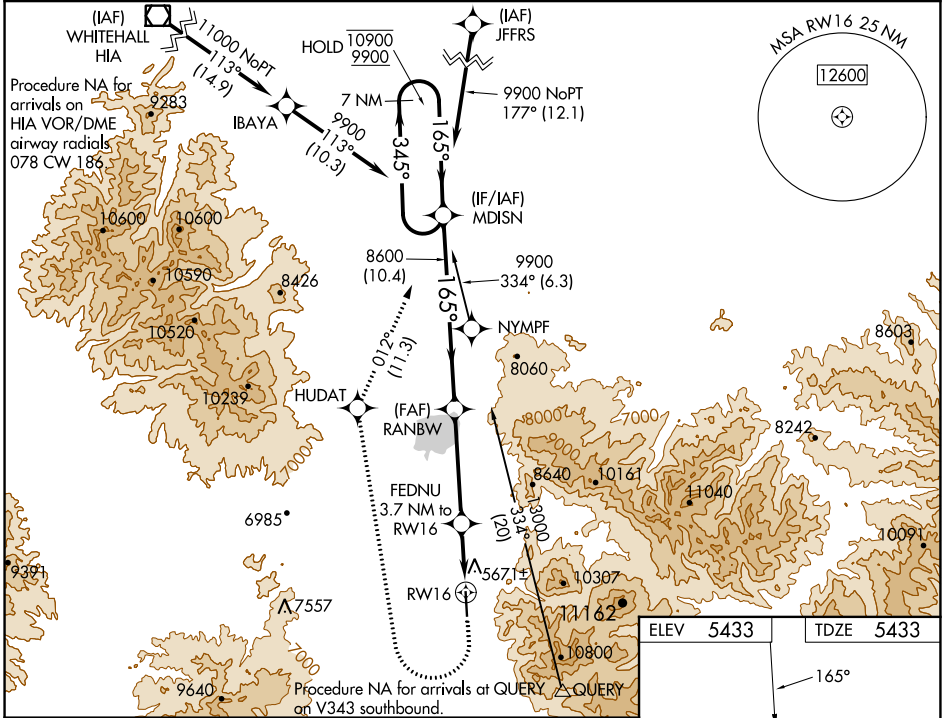 (IAF)
WHITEHALL
HIA
11000 NoPT
113°
(14.9)
HOLD 10900
9900
7 NM
(IAF)
JFFRS
9900 NoPT
177° (12.1)
MSA RW16 25 NM
12600
Procedure NA for
arrivals on
HIA VOR/DME
airway radials
078 CW 186.
9283
IBAYA
9900
113°
(10.3)
345°
165°
(IF/IAF)
MDISN
10600
10600
10590
8426
10520
10239
7000
8600
(10.4)
165°
9900
334° (6.3)
NYMPF
012°
(11.3)
HUDAT
(FAF)
RANBW
8060
8000
7000
9000
8603
8242
8640
10161
11040
10091
13000
334°
(20)
FEDNU
3.7 NM to
RW16
6985
9391
5671±
RW16
10307
11162
7557
7000
9640
10800
Procedure NA for arrivals at QUERY
on V343 southbound.
QUERY
ELEV 5433
TDZE 5433
165°